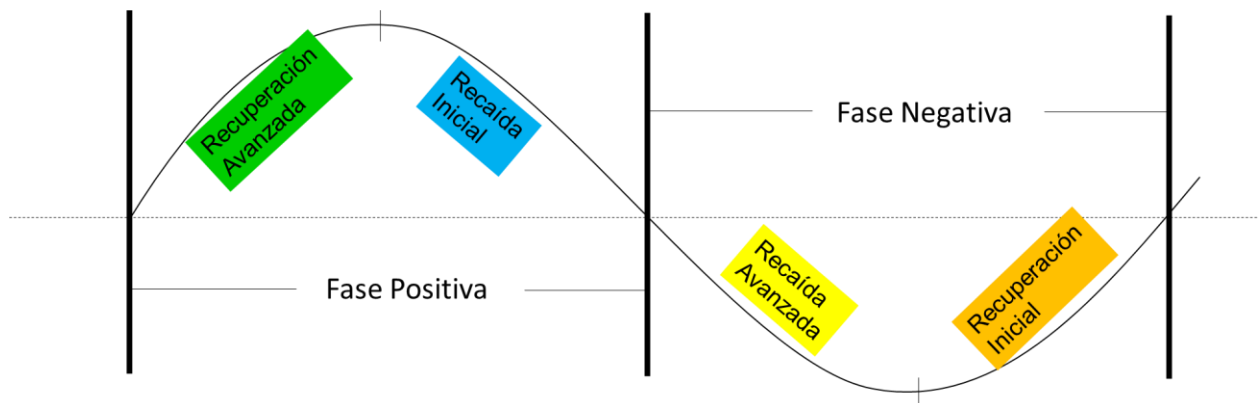 Recuperación
Avanzada
Recaída
Inicial
Fase Negativa
Fase Positiva
Recaída
Avanzada
Recuperación
Inicial